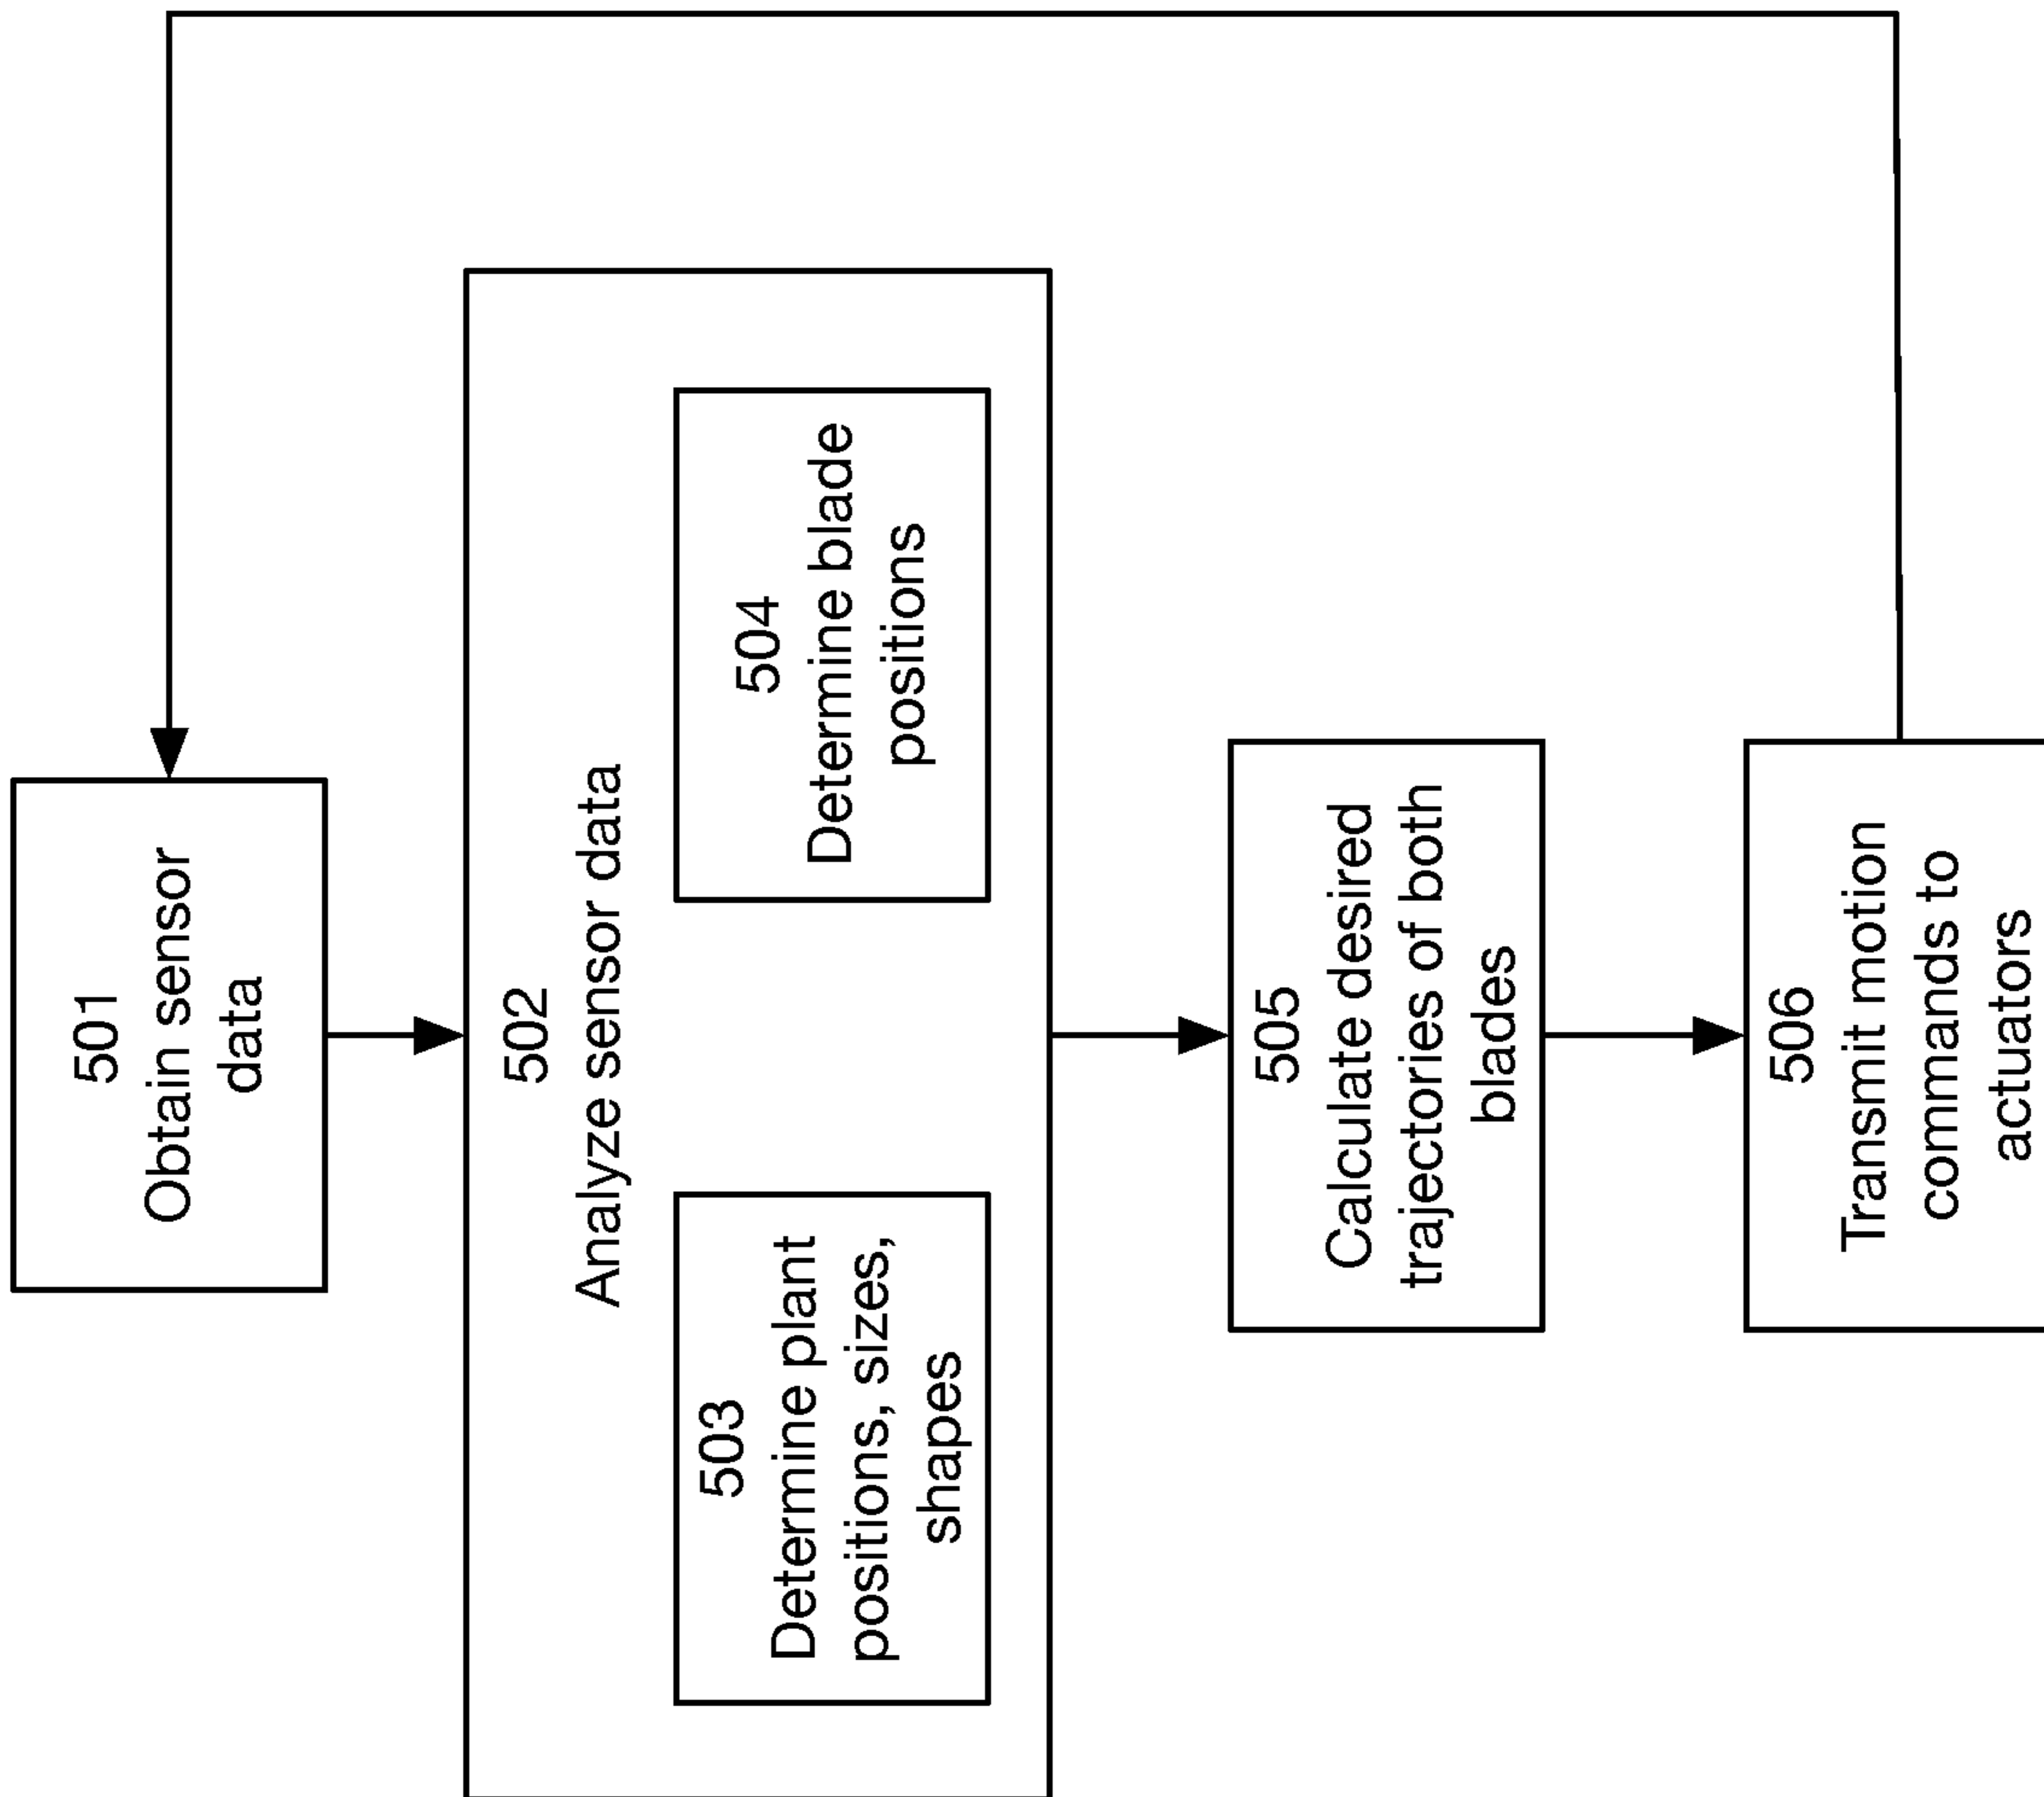 501
Obtain sensor
data
502
Analyze sensor data
503
Determine plant
positions, sizes,
shapes
504
Determine blade
positions
505
Calculate desired
trajectories of both
blades
506
Transmit motion
commands to
actuators